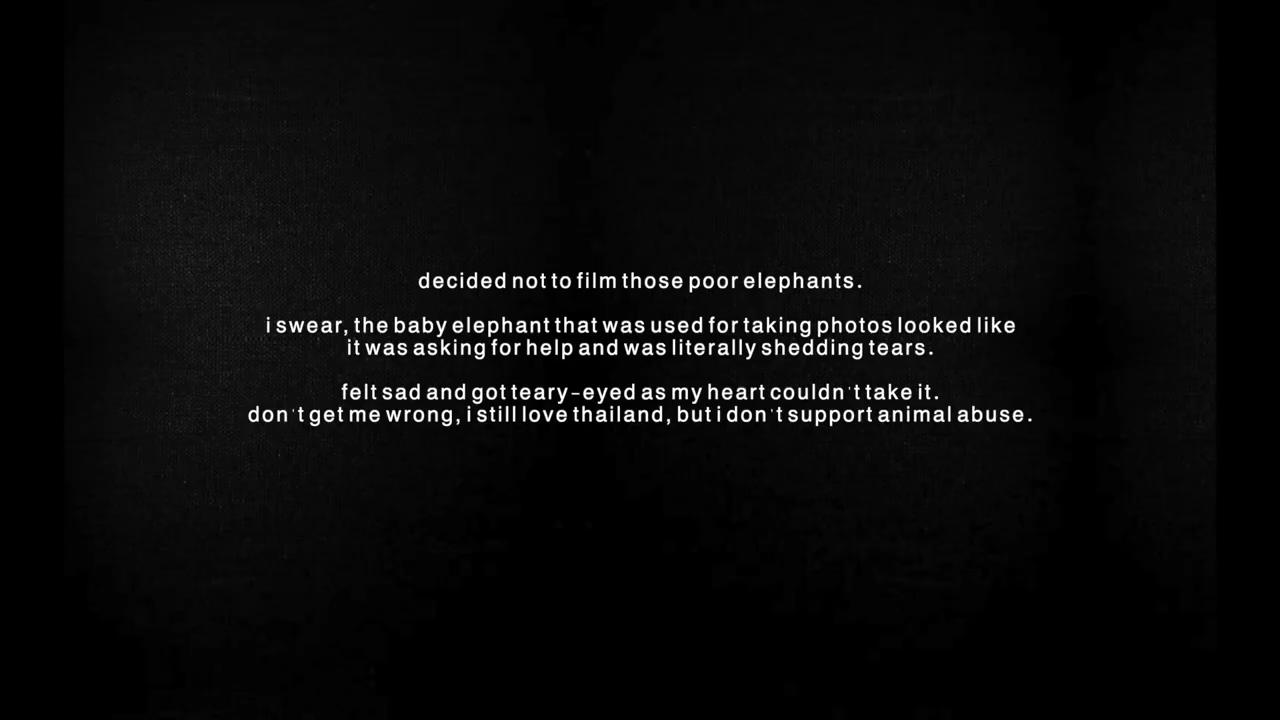 decided not to film those poor elephants.
i swear, the baby elephant that was used for taking photos looked like
it was asking for help and was literally shedding tears.
felt sad and got teary-eyed as my heart couldn't take it.
don't get me wrong, i still love thailand, but i don't support animal abuse.